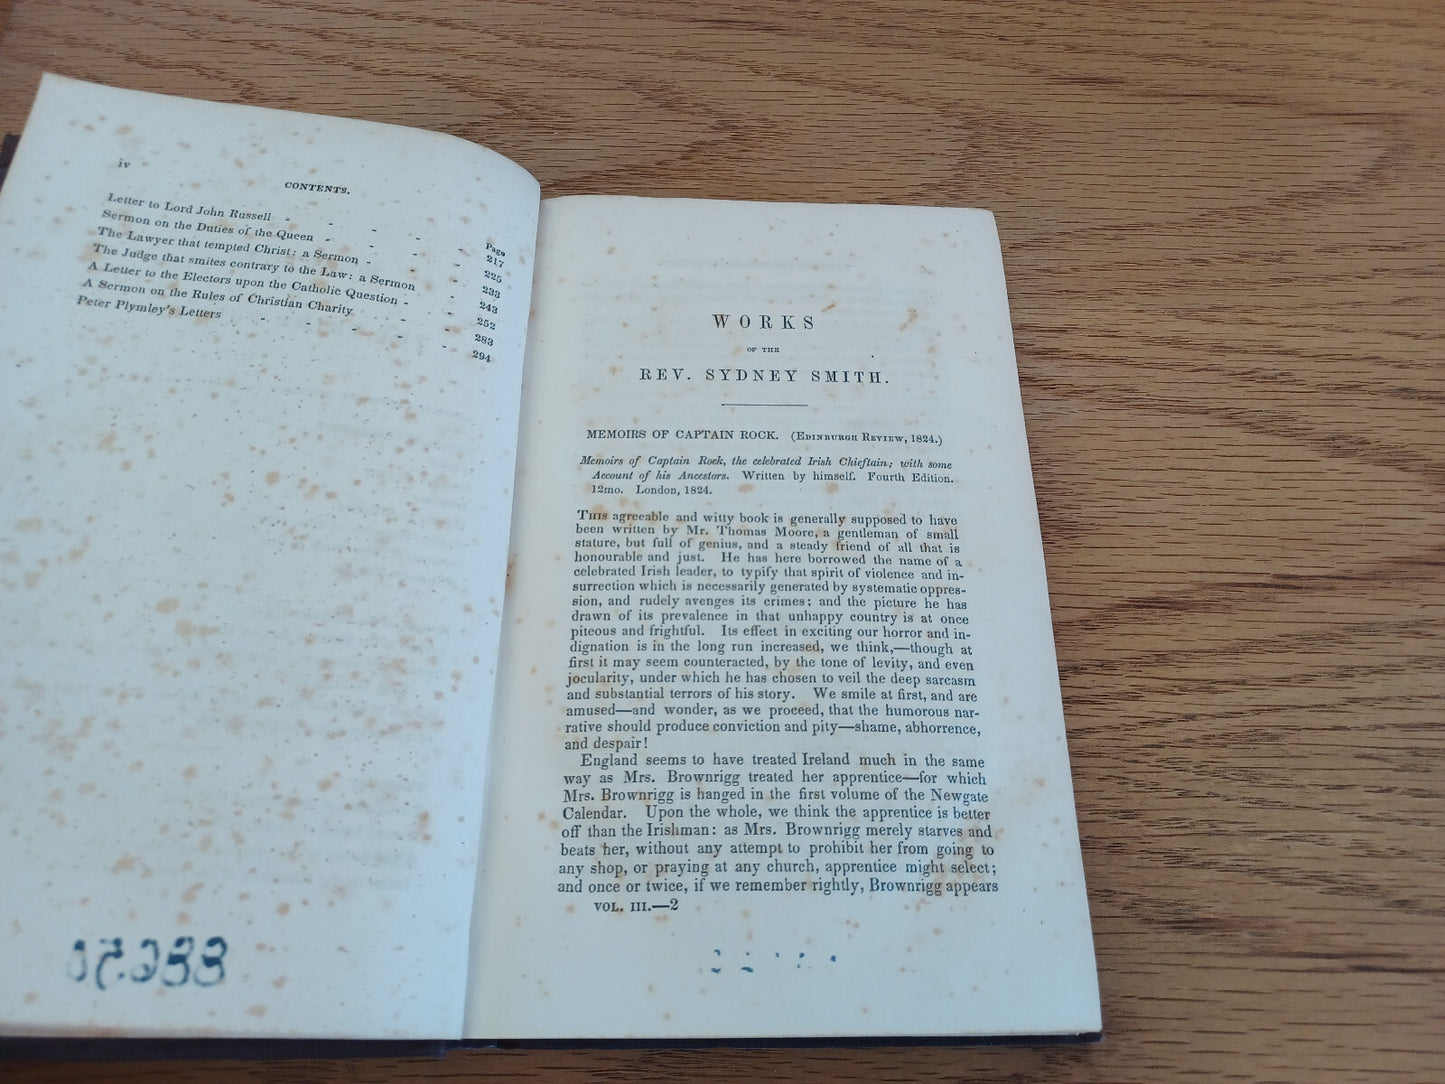 iv
CONTENTS.
Page
Letter to Lord John Russell - - - - - 217
Sermon on the Duties of the Queen - - - - 225
The Lawyer that tempted Christ: a Sermon - - - 233
The Judge that smites contrary to the Law: a Sermon - 243
A Letter to the Electors upon the Catholic Question - - 252
A Sermon on the Rules of Christian Charity - - - 283
Peter Plymley's Letters - - - - - - 294
WORKS
OF THE
REV. SYDNEY SMITH.
MEMOIRS OF CAPTAIN ROCK. (EDINBURGH REVIEW, 1824.)
Memoirs of Captain Rock, the celebrated Irish Chieftain; with some
Account of his Ancestors. Written by himself. Fourth Edition.
12mo. London, 1824.
THIS agreeable and witty book is generally supposed to have
been written by Mr. Thomas Moore, a gentleman of small
stature, but full of genius, and a steady friend of all that is
honourable and just. He has here borrowed the name of a
celebrated Irish leader, to typify that spirit of violence and in-
surrection which is necessarily generated by systematic oppres-
sion, and rudely avenges its crimes; and the picture he has
drawn of its prevalence in that unhappy country is at once
piteous and frightful. Its effect in exciting our horror and in-
dignation is in the long run increased, we think,—though at
first it may seem counteracted, by the tone of levity, and even
jocularity, under which he has chosen to veil the deep sarcasm
and substantial terrors of his story. We smile at first, and are
amused—and wonder, as we proceed, that the humorous nar-
rative should produce conviction and pity—shame, abhorrence,
and despair!
England seems to have treated Ireland much in the same
way as Mrs. Brownrigg treated her apprentice—for which
Mrs. Brownrigg is hanged in the first volume of the Newgate
Calendar. Upon the whole, we think the apprentice is better
off than the Irishman: as Mrs. Brownrigg merely starves and
beats her, without any attempt to prohibit her from going to
any shop, or praying at any church, apprentice might select;
and once or twice, if we remember rightly, Brownrigg appears
VOL. III.—2